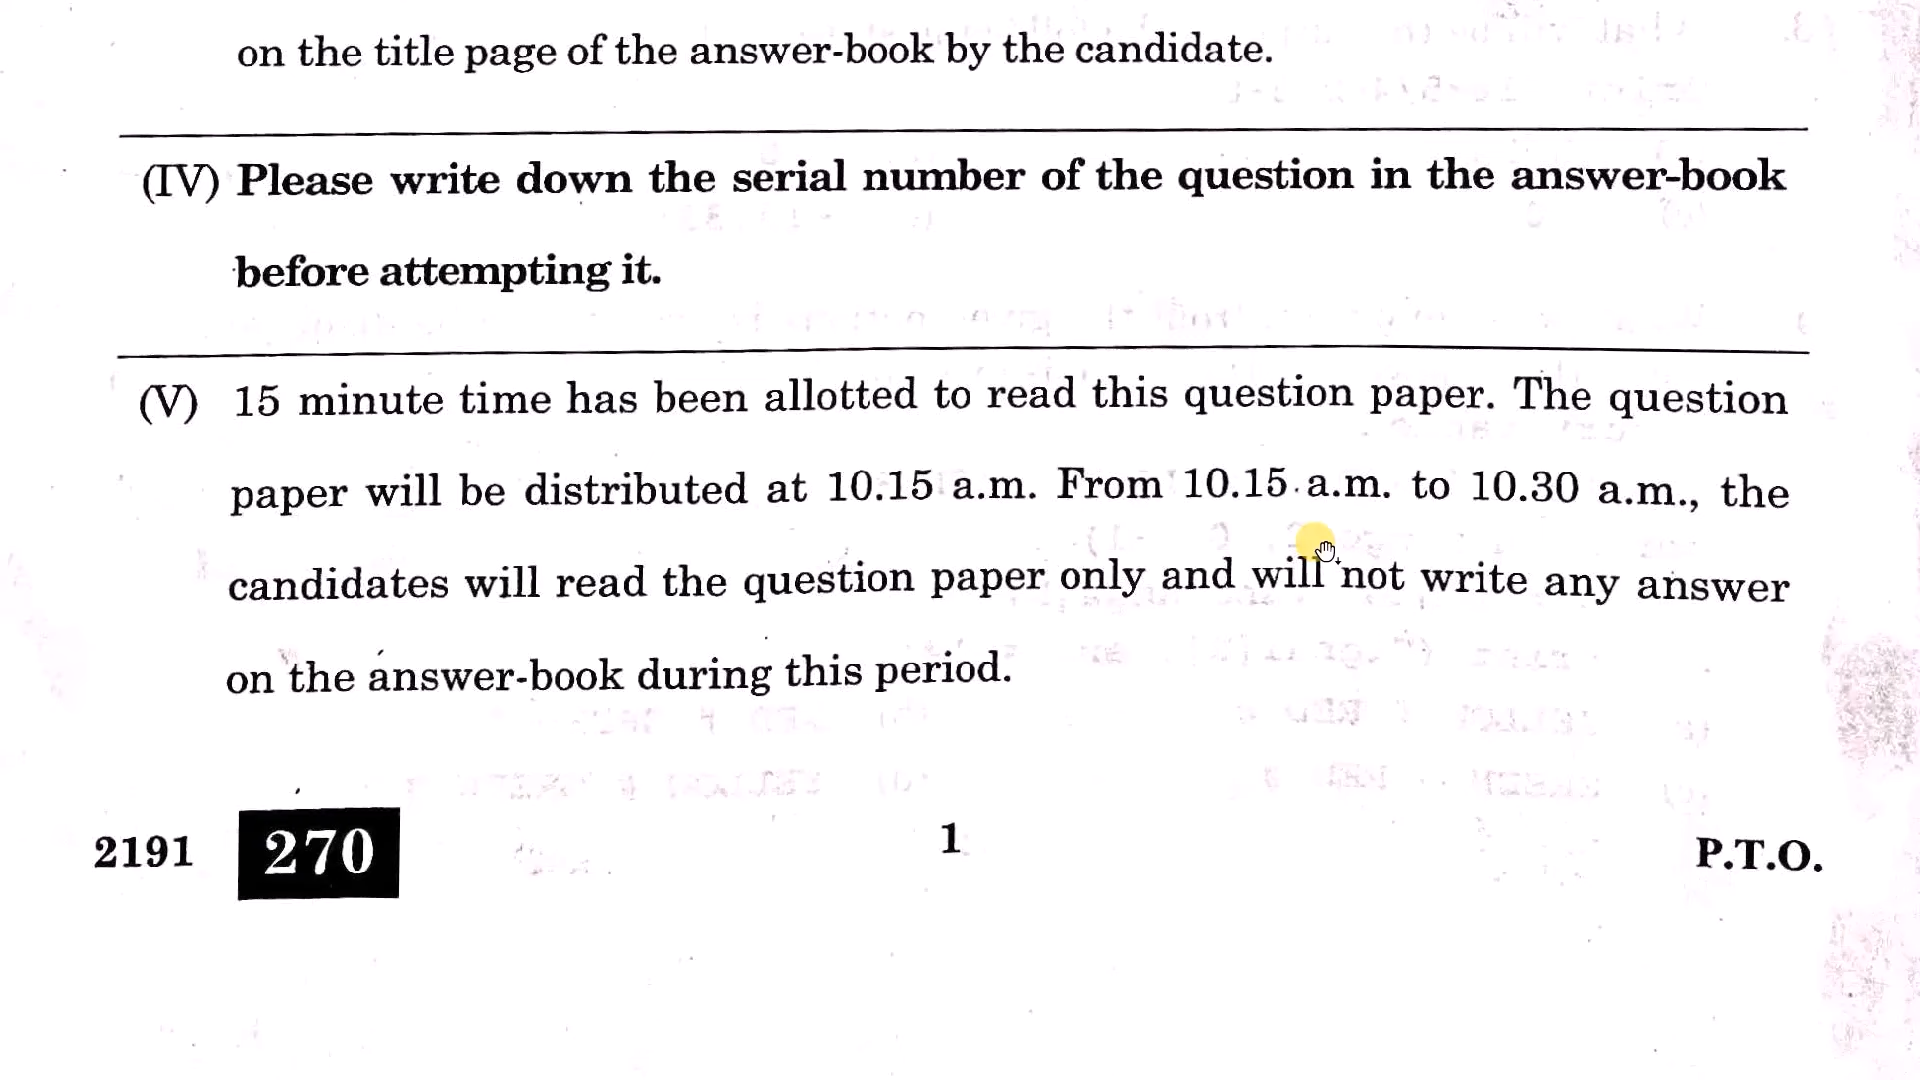 on the title page of the answer-book by the candidate.
(IV) Please write down the serial number of the question in the answer-book
before attempting it.
(V) 15 minute time has been allotted to read this question paper. The question
paper will be distributed at 10.15 a.m. From 10.15 a.m. to 10.30 a.m., the
candidates will read the question paper only and will not write any answer
on the answer-book during this period.
2191 270 1 P.T.O.